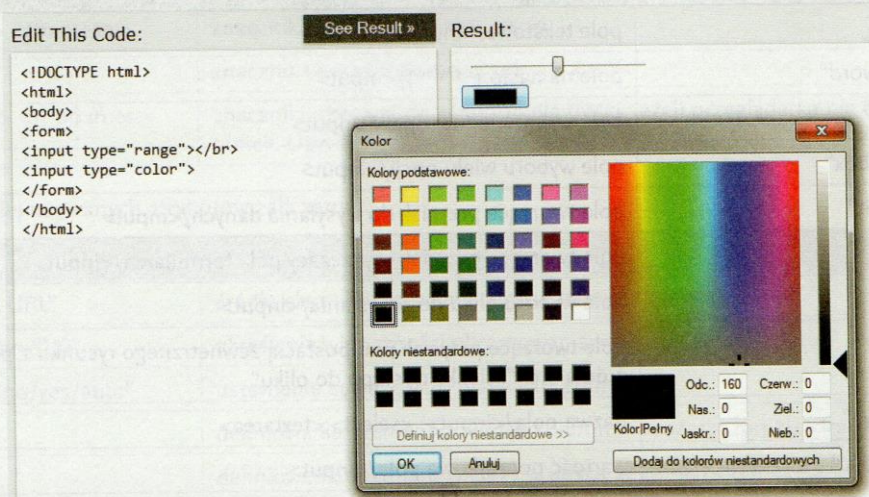 Edit This Code:
See Result »
Result:
<!DOCTYPE html>
<html>
<body>
<form>
<input type="range"></br>
<input type="color">
</form>
</body>
</html>
Kolor
x
Kolory podstawowe:
Kolory niestandardowe:
Definiuj kolory niestandardowe >>
OK
Anuluj
Kolor|Pełny
Odc.: 160
Nas.: 0
Jaskr.: 0
Czerw.: 0
Ziel.: 0
Nieb.: 0
Dodaj do kolorów niestandardowych